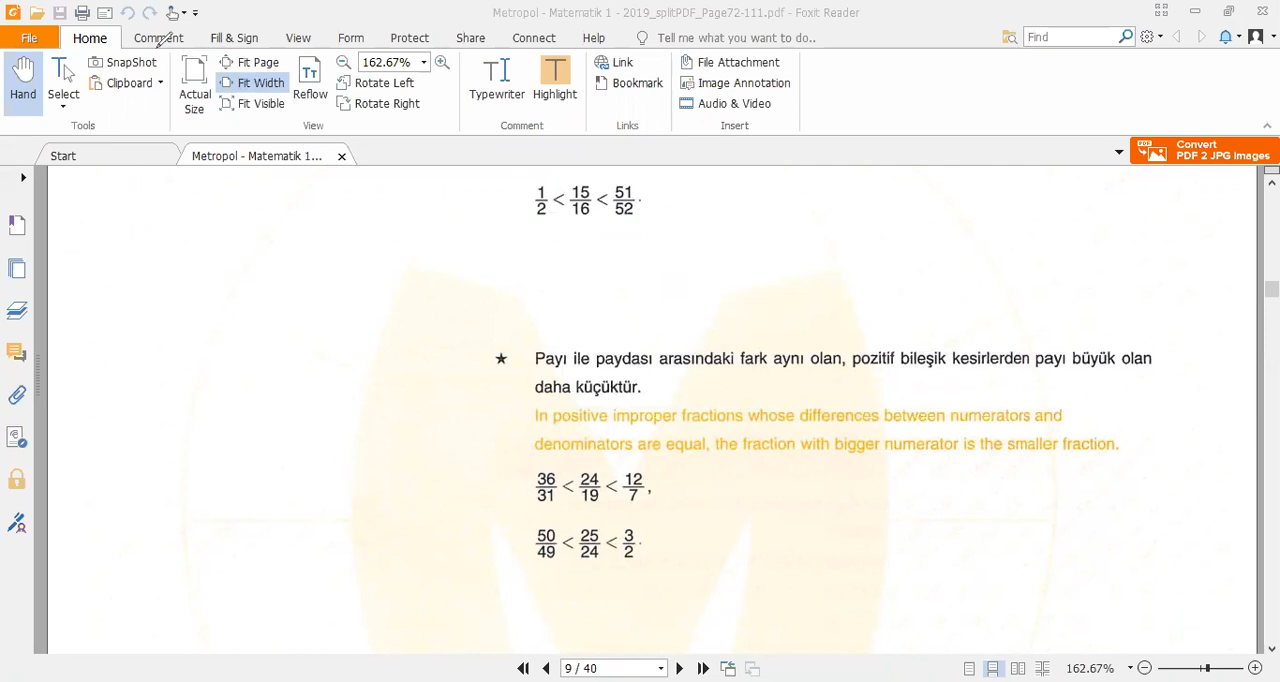 Metropol - Matematik 1 - 2019_splitPDF_Page72-111.pdf - Foxit Reader
File Home Comment Fill & Sign View Form Protect Share Connect Help Tell me what you want to do.. Find
Hand
Select
SnapShot
Clipboard
Tools
Actual Size
Fit Page
Fit Width
Fit Visible
Reflow
162.67%
Rotate Left
Rotate Right
View
Typewriter
Highlight
Comment
Link
Bookmark
Links
File Attachment
Image Annotation
Audio & Video
Insert
Start
Metropol - Matematik 1...
Convert
PDF 2 JPG Images
1/2 < 15/16 < 51/52 .
★ Payı ile paydası arasındaki fark aynı olan, pozitif bileşik kesirlerden payı büyük olan
daha küçüktür.
In positive improper fractions whose differences between numerators and
denominators are equal, the fraction with bigger numerator is the smaller fraction.
36/31 < 24/19 < 12/7 ,
50/49 < 25/24 < 3/2 .
9 / 40
162.67%